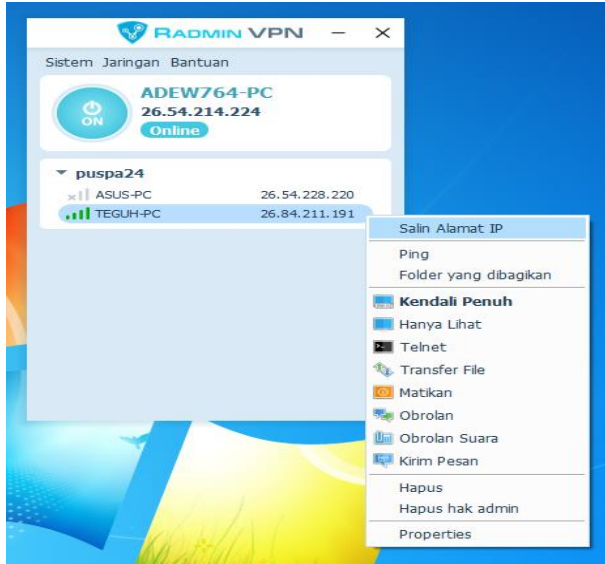 RADMIN VPN
Sistem Jaringan Bantuan
ADEW764-PC
ON
26.54.214.224
Online
puspa24
ASUS-PC 26.54.228.220
TEGUH-PC 26.84.211.191
Salin Alamat IP
Ping
Folder yang dibagikan
Kendali Penuh
Hanya Lihat
Telnet
Transfer File
Matikan
Obrolan
Obrolan Suara
Kirim Pesan
Hapus
Hapus hak admin
Properties